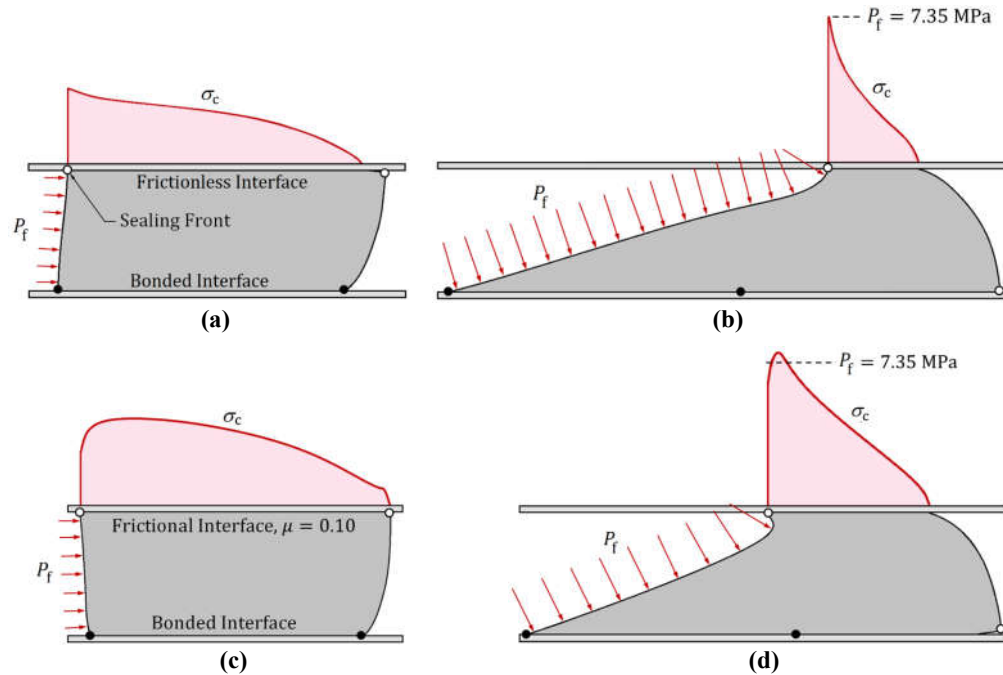 σc
Frictionless Interface
Pf
Sealing Front
Bonded Interface
(a)
Pf = 7.35 MPa
σc
Pf
(b)
σc
Frictional Interface, μ = 0.10
Pf
Bonded Interface
(c)
Pf = 7.35 MPa
σc
Pf
(d)